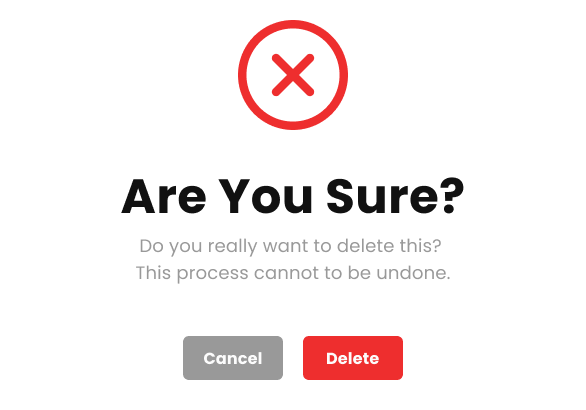 Are You Sure?
Do you really want to delete this?
This process cannot to be undone.
Cancel
Delete